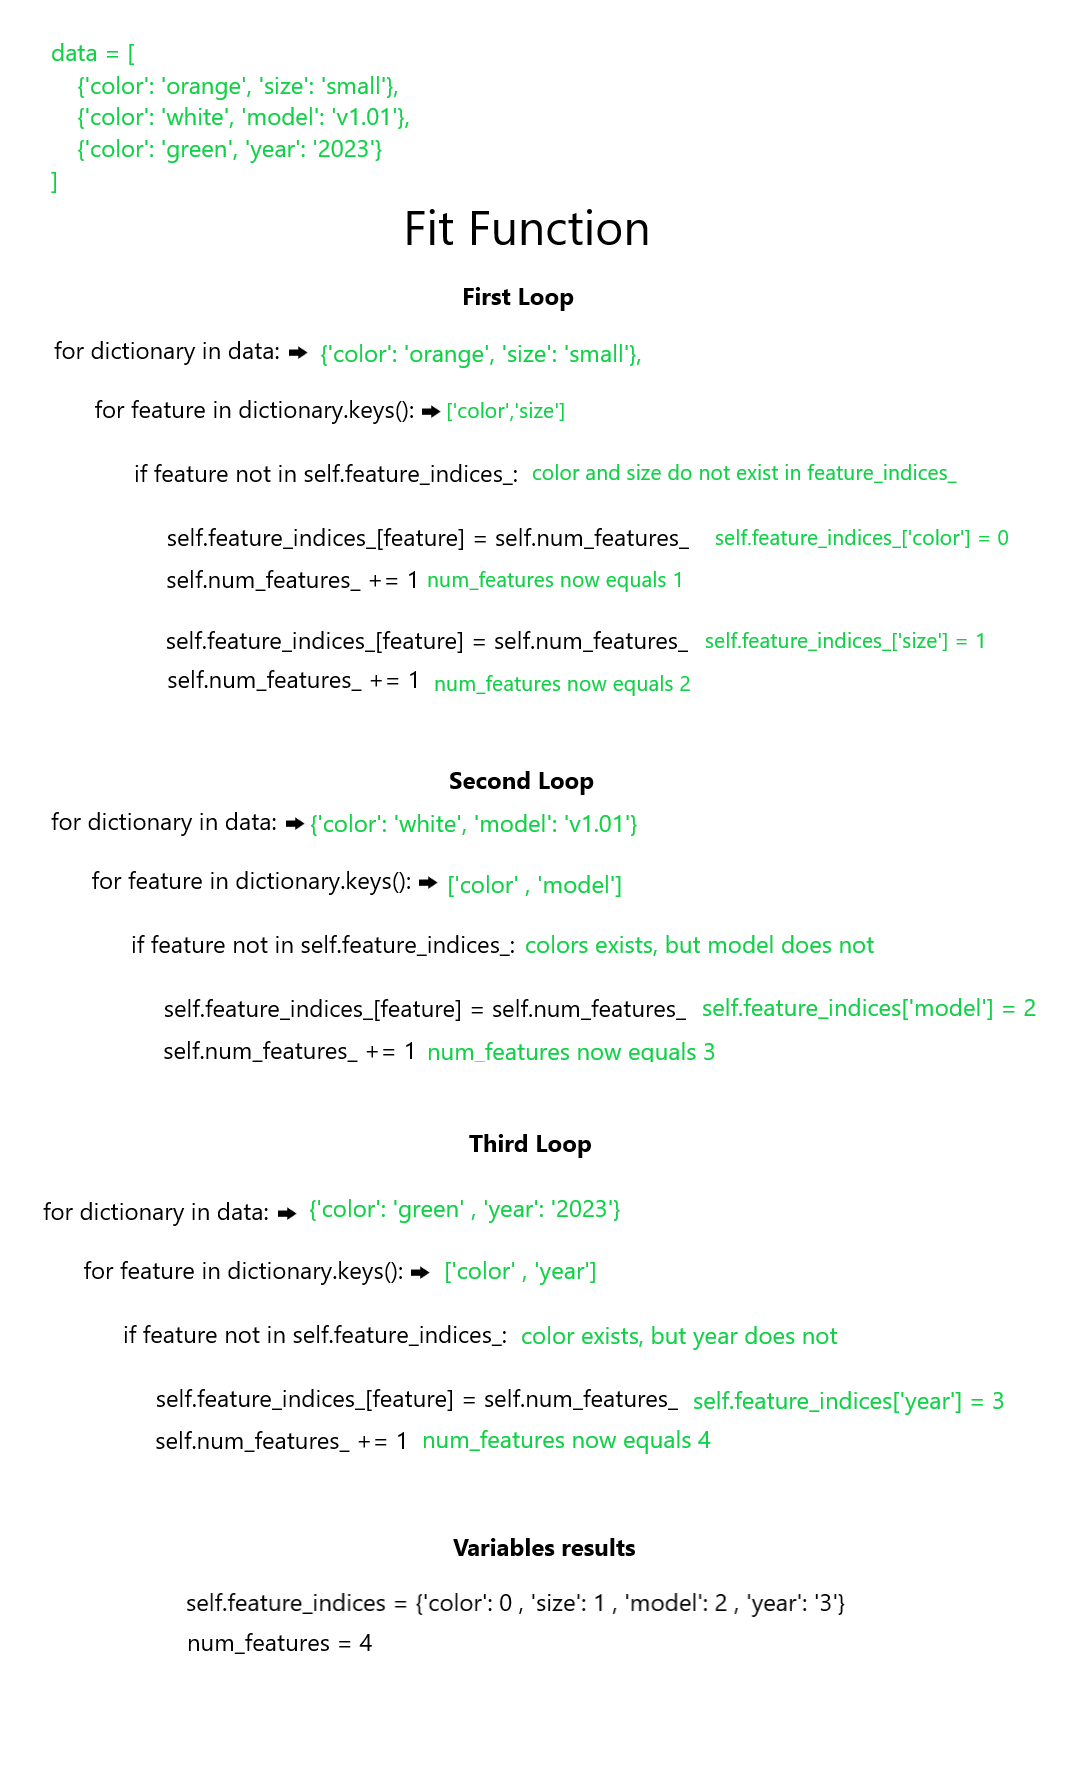 data = [
{'color': 'orange', 'size': 'small'},
{'color': 'white', 'model': 'v1.01'},
{'color': 'green', 'year': '2023'}
]
Fit Function
First Loop
for dictionary in data: ➡ {'color': 'orange', 'size': 'small'},
for feature in dictionary.keys(): ➡ ['color','size']
if feature not in self.feature_indices_: color and size do not exist in feature_indices_
self.feature_indices_[feature] = self.num_features_ self.feature_indices_['color'] = 0
self.num_features_ += 1 num_features now equals 1
self.feature_indices_[feature] = self.num_features_ self.feature_indices_['size'] = 1
self.num_features_ += 1 num_features now equals 2
Second Loop
for dictionary in data: ➡ {'color': 'white', 'model': 'v1.01'}
for feature in dictionary.keys(): ➡ ['color' , 'model']
if feature not in self.feature_indices_: colors exists, but model does not
self.feature_indices_[feature] = self.num_features_ self.feature_indices['model'] = 2
self.num_features_ += 1 num_features now equals 3
Third Loop
for dictionary in data: ➡ {'color': 'green' , 'year': '2023'}
for feature in dictionary.keys(): ➡ ['color' , 'year']
if feature not in self.feature_indices_: color exists, but year does not
self.feature_indices_[feature] = self.num_features_ self.feature_indices['year'] = 3
self.num_features_ += 1 num_features now equals 4
Variables results
self.feature_indices = {'color': 0 , 'size': 1 , 'model': 2 , 'year': '3'}
num_features = 4